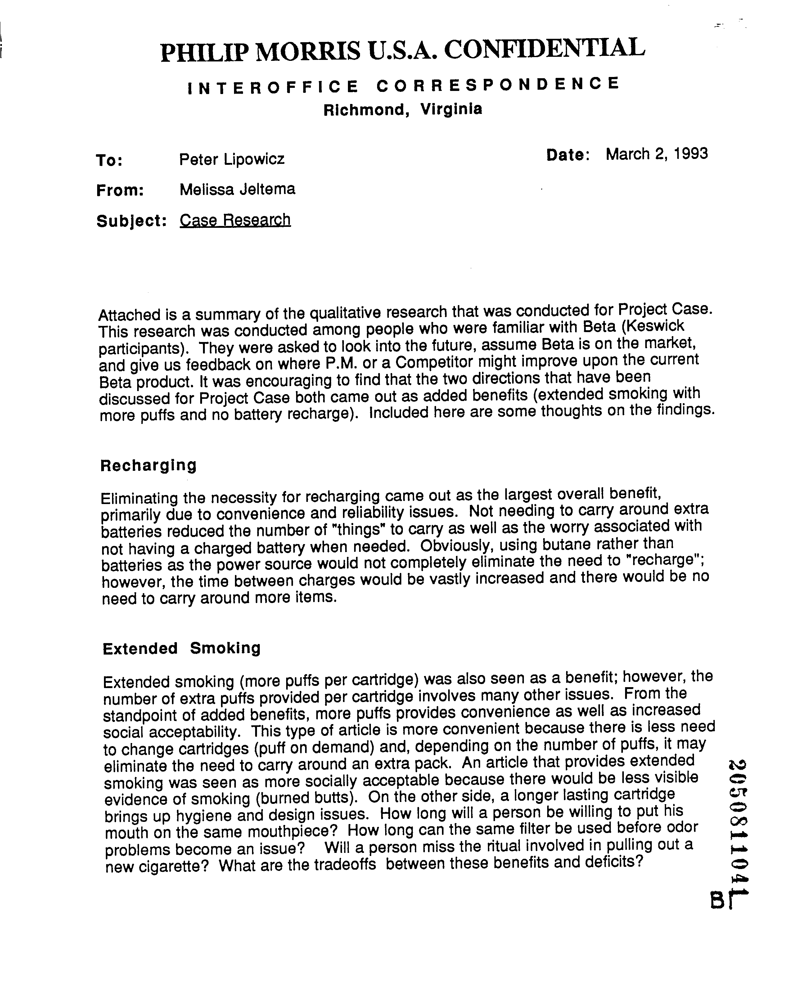 PHILIP MORRIS U.S.A. CONFIDENTIAL
INTEROFFICE CORRESPONDENCE
Richmond, Virginia
To: Peter Lipowicz Date: March 2, 1993
From: Melissa Jeltema
Subject: Case Research
Attached is a summary of the qualitative research that was conducted for Project Case.
This research was conducted among people who were familiar with Beta (Keswick
participants). They were asked to look into the future, assume Beta is on the market,
and give us feedback on where P.M. or a Competitor might improve upon the current
Beta product. It was encouraging to find that the two directions that have been
discussed for Project Case both came out as added benefits (extended smoking with
more puffs and no battery recharge). Included here are some thoughts on the findings.
Recharging
Eliminating the necessity for recharging came out as the largest overall benefit,
primarily due to convenience and reliability issues. Not needing to carry around extra
batteries reduced the number of "things" to carry as well as the worry associated with
not having a charged battery when needed. Obviously, using butane rather than
batteries as the power source would not completely eliminate the need to "recharge";
however, the time between charges would be vastly increased and there would be no
need to carry around more items.
Extended Smoking
Extended smoking (more puffs per cartridge) was also seen as a benefit; however, the
number of extra puffs provided per cartridge involves many other issues. From the
standpoint of added benefits, more puffs provides convenience as well as increased
social acceptability. This type of article is more convenient because there is less need
to change cartridges (puff on demand) and, depending on the number of puffs, it may
eliminate the need to carry around an extra pack. An article that provides extended
smoking was seen as more socially acceptable because there would be less visible
evidence of smoking (burned butts). On the other side, a longer lasting cartridge
brings up hygiene and design issues. How long will a person be willing to put his
mouth on the same mouthpiece? How long can the same filter be used before odor
problems become an issue? Will a person miss the ritual involved in pulling out a
new cigarette? What are the tradeoffs between these benefits and deficits?